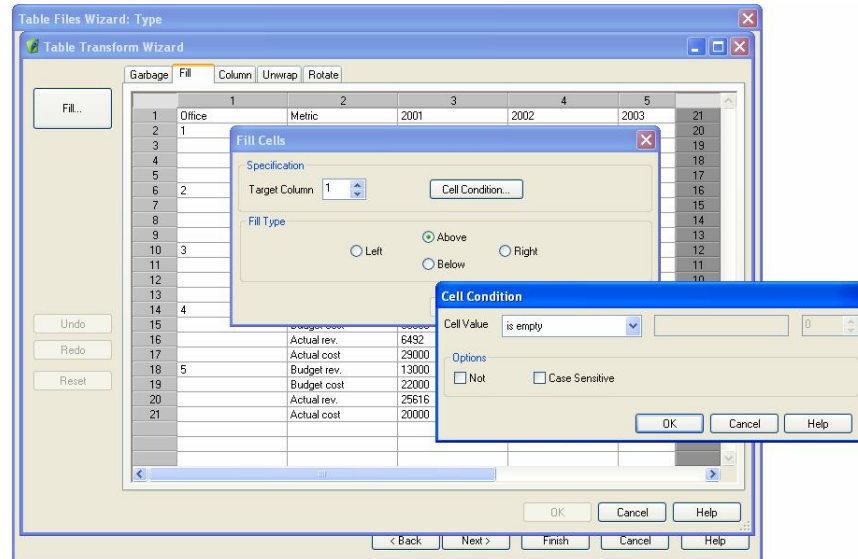 Table Files Wizard: Type
Table Transform Wizard
Garbage Fill Column Unwrap Rotate
Fill...
1 2 3 4 5
1 Office Metric 2001 2002 2003 21
2 1 20
3 19
4 18
5 17
6 2 16
7 15
8 14
9 13
10 3 12
11 11
12 10
13
14 4
15 Budget cost
16 Actual rev. 6492
17 Actual cost 29000
18 5 Budget rev. 13000
19 Budget cost 22000
20 Actual rev. 25616
21 Actual cost 20000
Fill Cells
Specification
Target Column 1 Cell Condition...
Fill Type
Above
Left Right
Below
Cell Condition
Cell Value is empty 0
Options
Not Case Sensitive
OK Cancel Help
Undo
Redo
Reset
OK Cancel Help
< Back Next > Finish Cancel Help